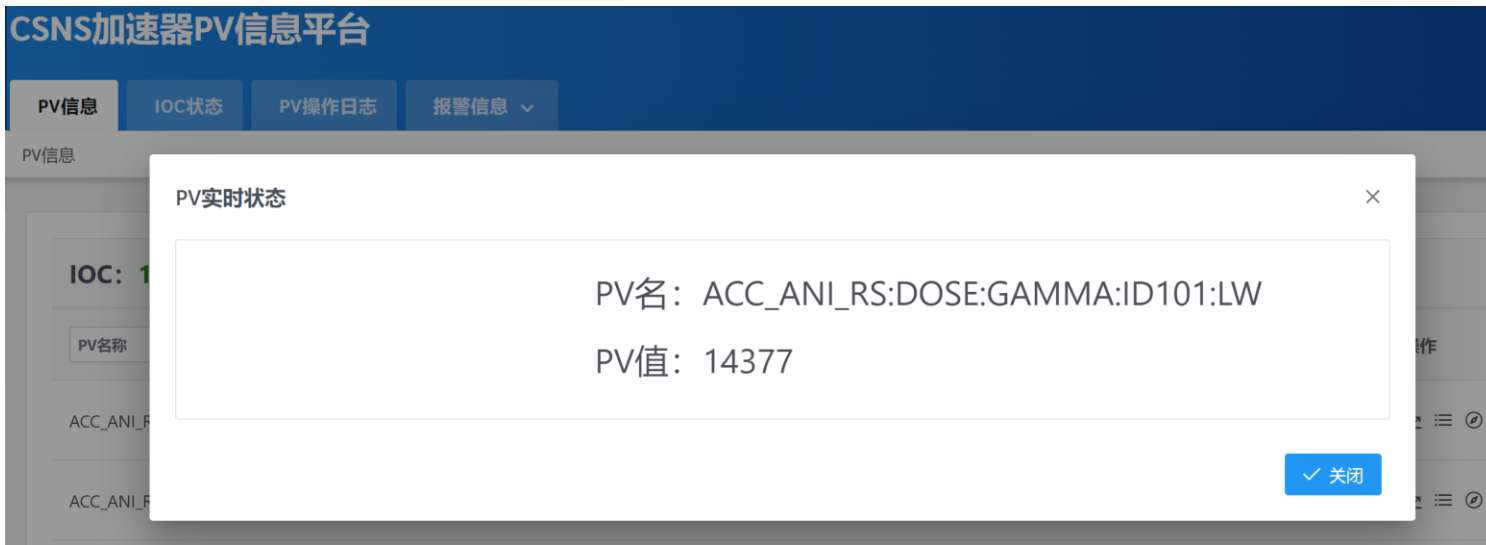 CSNS加速器PV信息平台
PV信息 IOC状态 PV操作日志 报警信息
PV信息
PV实时状态
IOC：1
PV名：ACC_ANI_RS:DOSE:GAMMA:ID101:LW
PV名称
PV值：14377
作
ACC_ANI_R
关闭
ACC_ANI_R